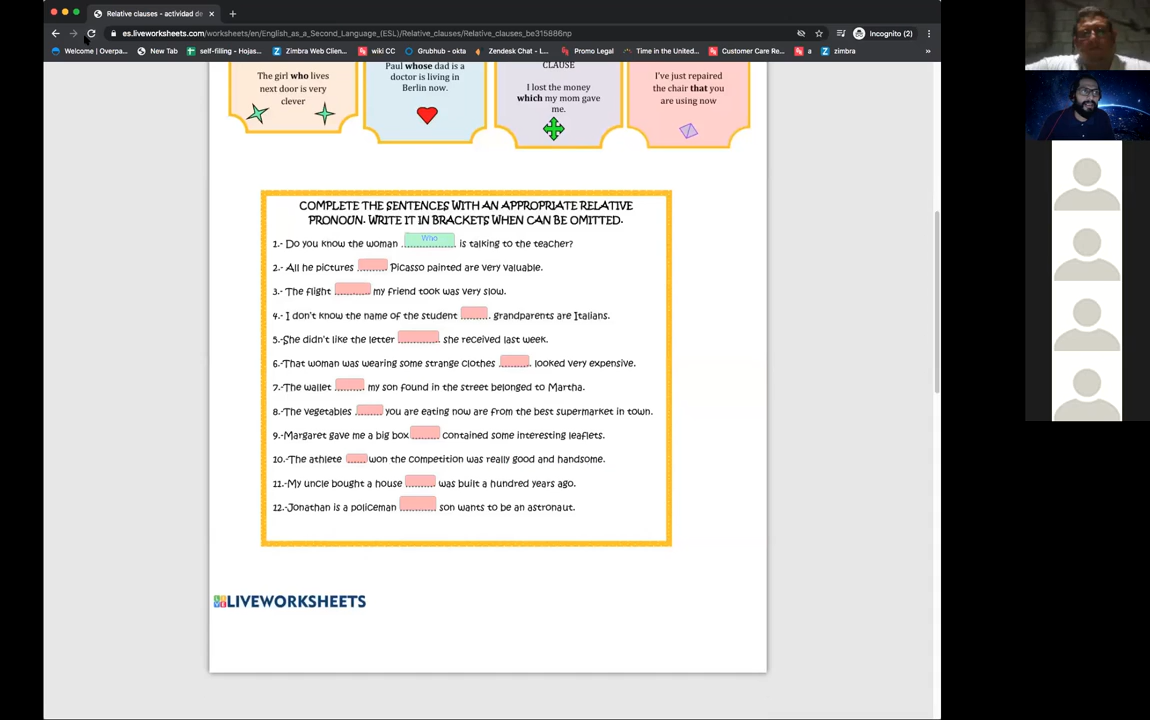 Relative clauses - actividad de
es.liveworksheets.com/worksheets/en/English_as_a_Second_Language_(ESL)/Relative_clauses/Relative_clauses_be315886np
Incognito (2)
Welcome | Overpa...
New Tab
self-filling - Hojas...
Zimbra Web Clien...
wiki CC
Grubhub - okta
Zendesk Chat - L...
Promo Legal
Time in the United...
Customer Care Re...
a
zimbra
»
The girl who lives
next door is very
clever
Paul whose dad is a
doctor is living in
Berlin now.
CLAUSE
I lost the money
which my mom gave
me.
I've just repaired
the chair that you
are using now
COMPLETE THE SENTENCES WITH AN APPROPRIATE RELATIVE
PRONOUN. WRITE IT IN BRACKETS WHEN CAN BE OMITTED.
1.- Do you know the woman Who is talking to the teacher?
2.- All he pictures ........ Picasso painted are very valuable.
3.- The flight .......... my friend took was very slow.
4.- I don't know the name of the student ........ grandparents are Italians.
5.-She didn't like the letter ............ she received last week.
6.-That woman was wearing some strange clothes ......... looked very expensive.
7.-The wallet ........ my son found in the street belonged to Martha.
8.-The vegetables ....... you are eating now are from the best supermarket in town.
9.-Margaret gave me a big box ........ contained some interesting leaflets.
10.-The athlete ...... won the competition was really good and handsome.
11.-My uncle bought a house ........ was built a hundred years ago.
12.-Jonathan is a policeman .......... son wants to be an astronaut.
LIVEWORKSHEETS